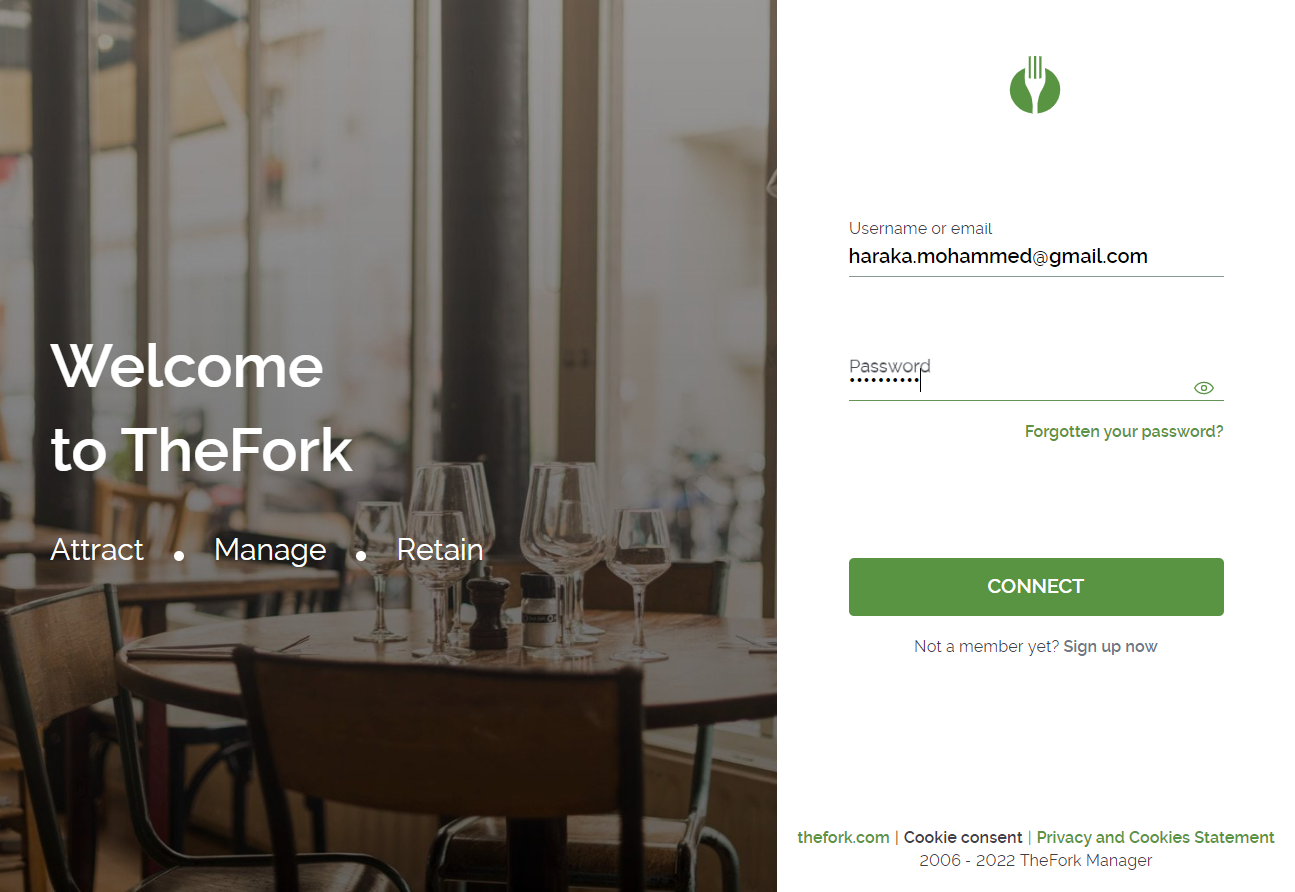 Welcome
to TheFork
Attract • Manage • Retain
Username or email
haraka.mohammed@gmail.com
Password
••••••••••
Forgotten your password?
CONNECT
Not a member yet? Sign up now
thefork.com | Cookie consent | Privacy and Cookies Statement
2006 - 2022 TheFork Manager